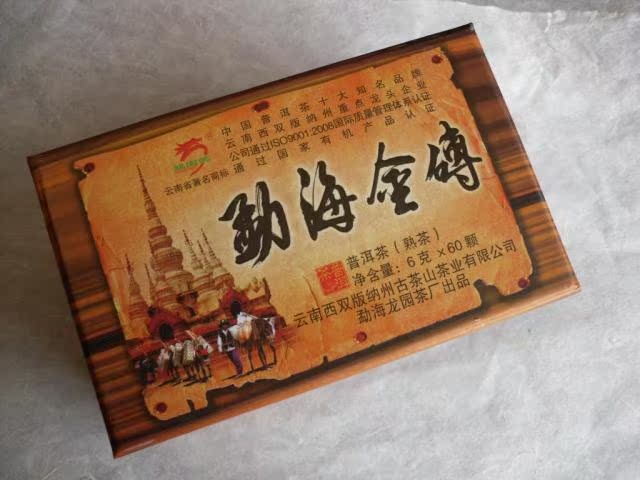 中国普洱茶十大知名品牌
云南西双版纳州重点龙头企业
公司通过ISO9001:2008国际质量管理体系认证
通过国家有机产品认证
云南省著名商标
勐海金磚
普洱茶（熟茶）
净含量：6克×60颗
云南西双版纳州古茶山茶业有限公司
勐海龙园茶厂出品